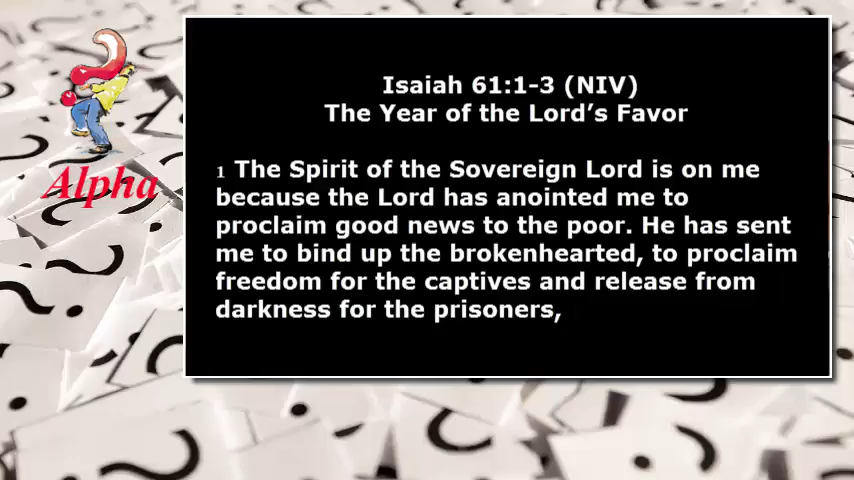 Isaiah 61:1-3 (NIV)
The Year of the Lord’s Favor
1 The Spirit of the Sovereign Lord is on me
because the Lord has anointed me to
proclaim good news to the poor. He has sent
me to bind up the brokenhearted, to proclaim
freedom for the captives and release from
darkness for the prisoners,
Alpha